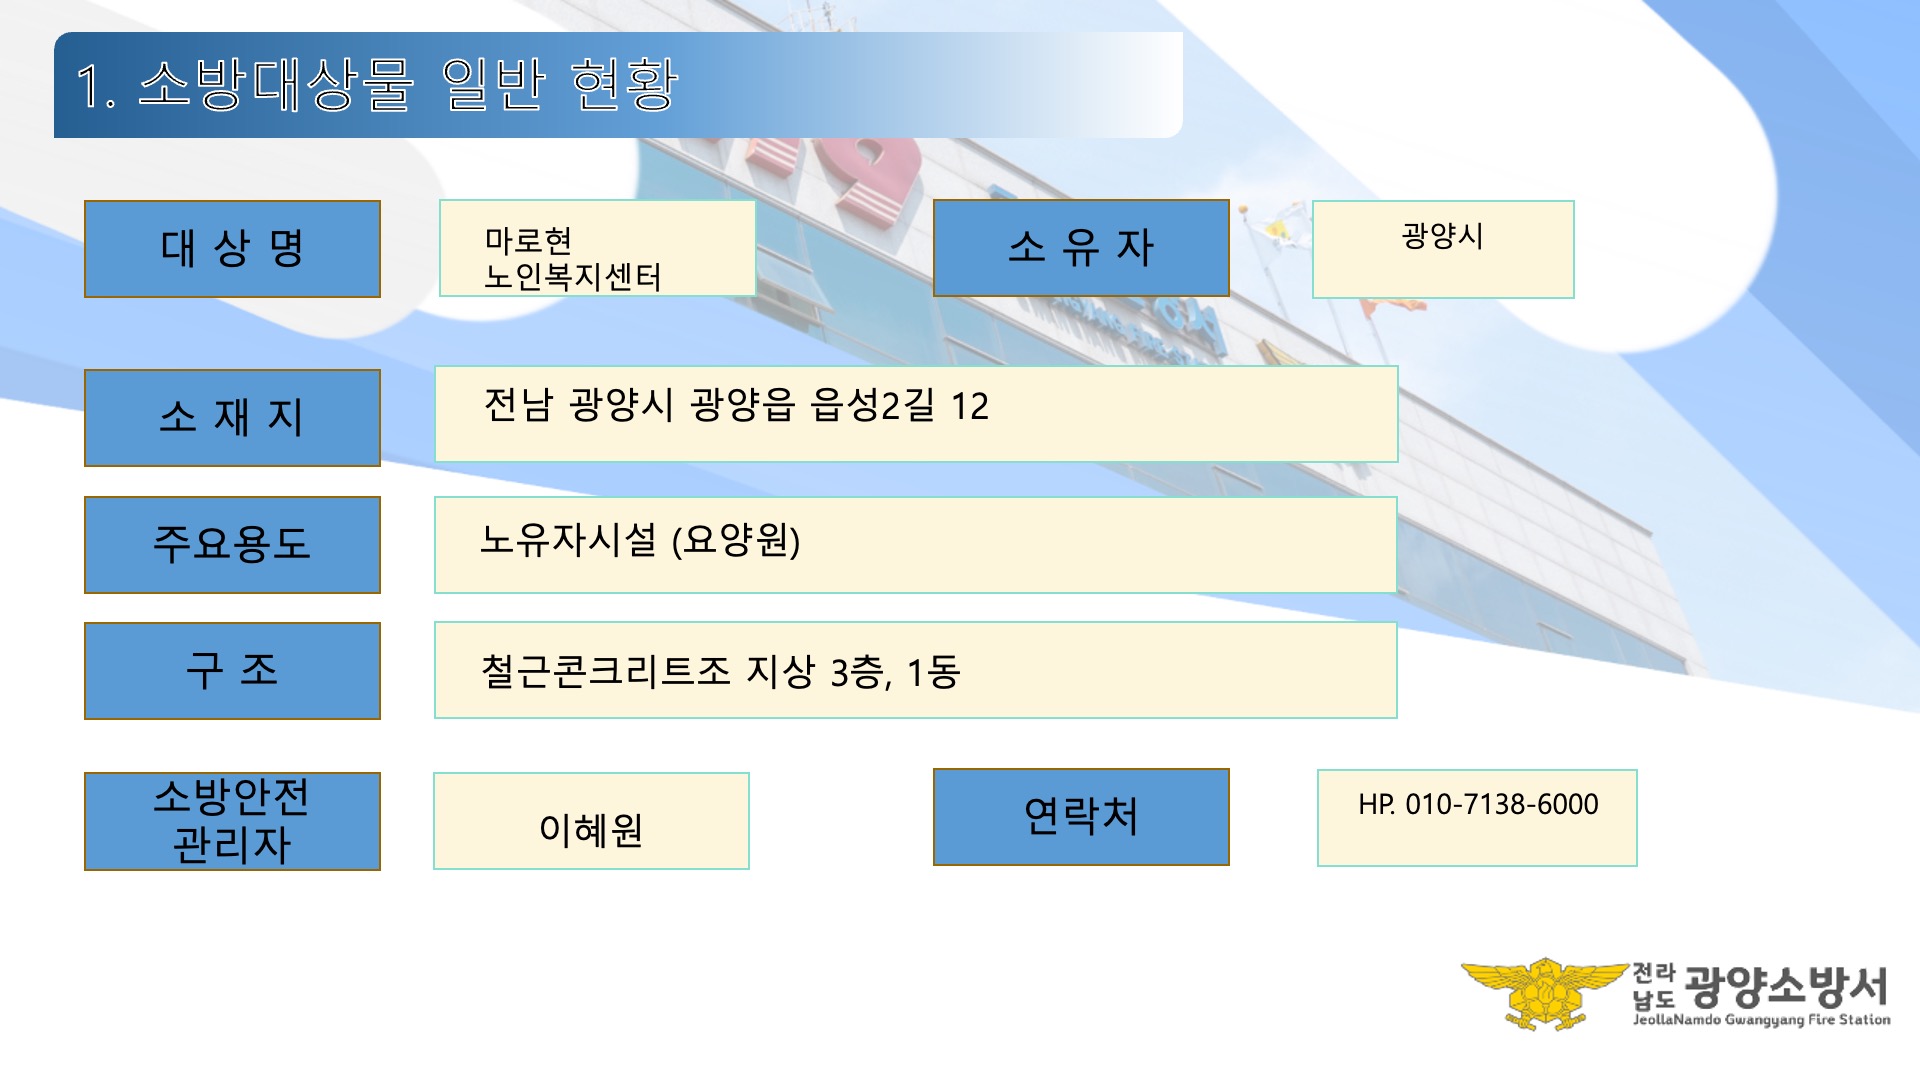 1. 소방대상물 일반 현황
대 상 명
마로현
노인복지센터
소 유 자
광양시
소 재 지
전남 광양시 광양읍 읍성2길 12
주요용도
노유자시설 (요양원)
구 조
철근콘크리트조 지상 3층, 1동
소방안전
관리자
이혜원
연락처
HP. 010-7138-6000
전라
남도
광양소방서
JeollaNamdo Gwangyang Fire Station